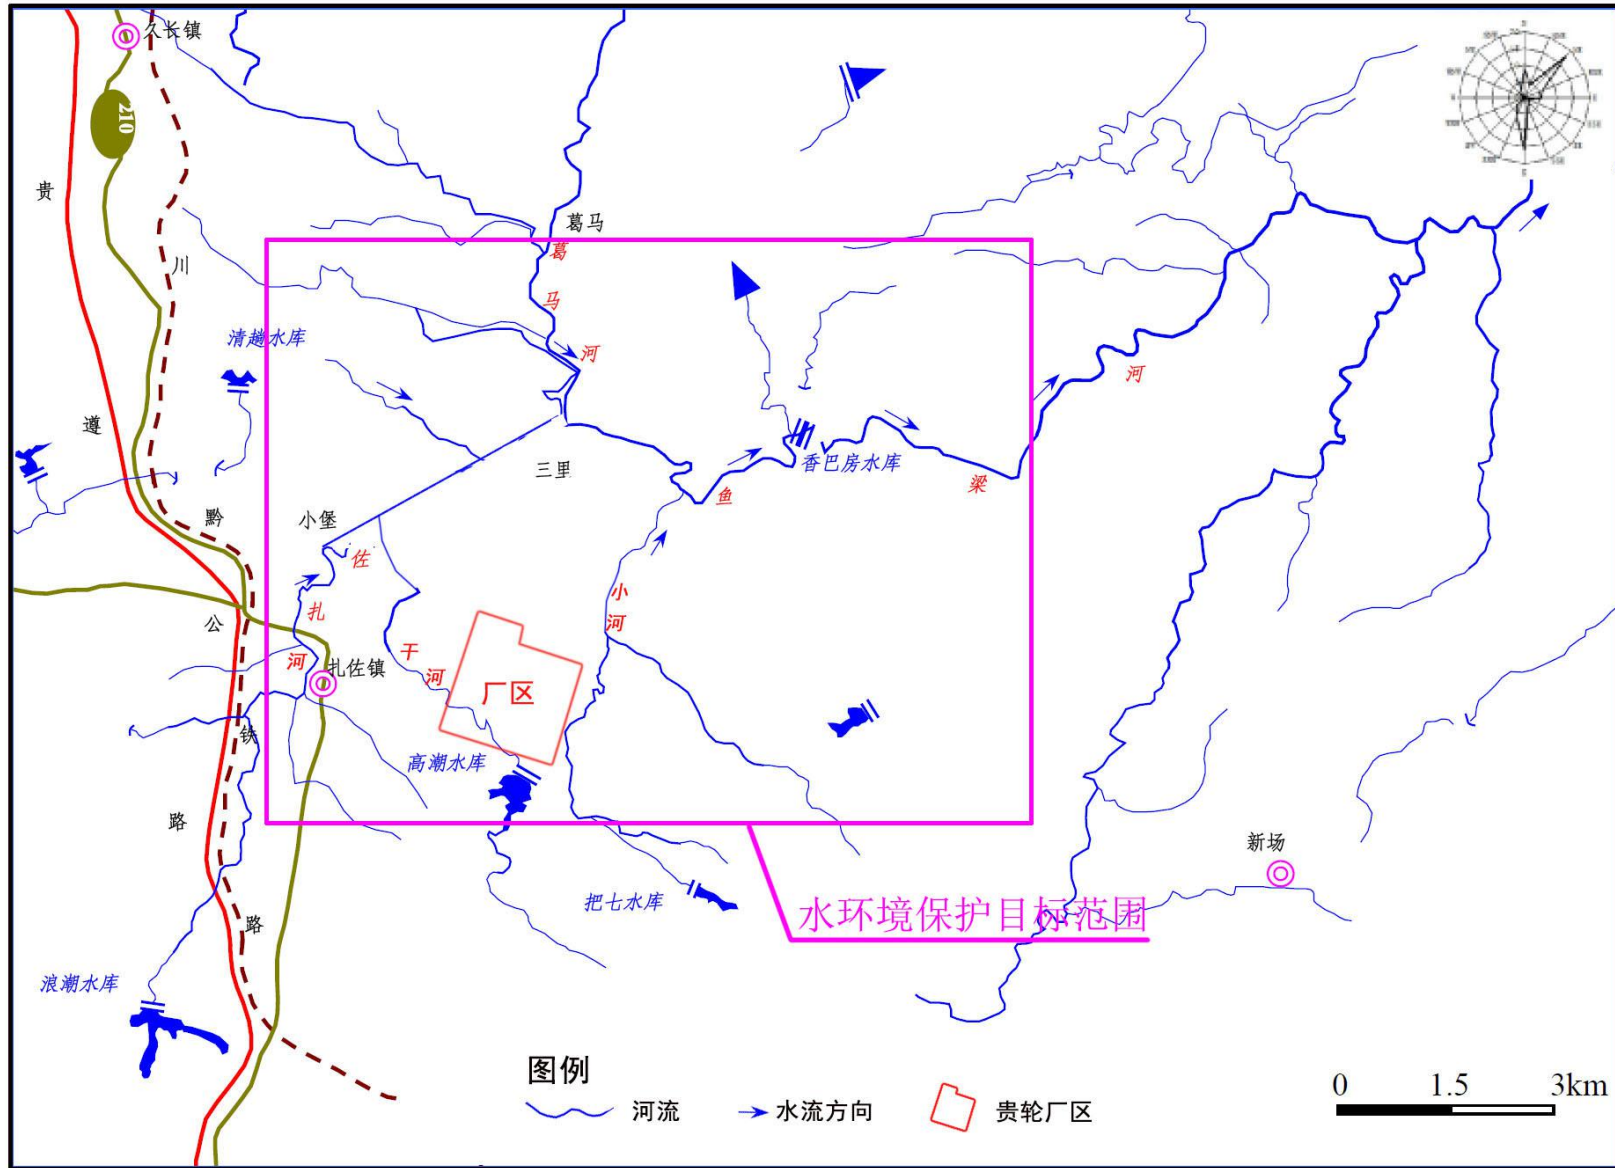 久长镇
210
贵
葛马
川
葛
马
河
清趟水库
河
遵
三里
香巴房水库
梁
鱼
黔
小堡
佐
扎
小
河
公
干
河
河
扎佐镇
厂区
铁
高潮水库
路
新场
把七水库
水环境保护目标范围
路
浪潮水库
图例
河流
水流方向
贵轮厂区
0 1.5 3km